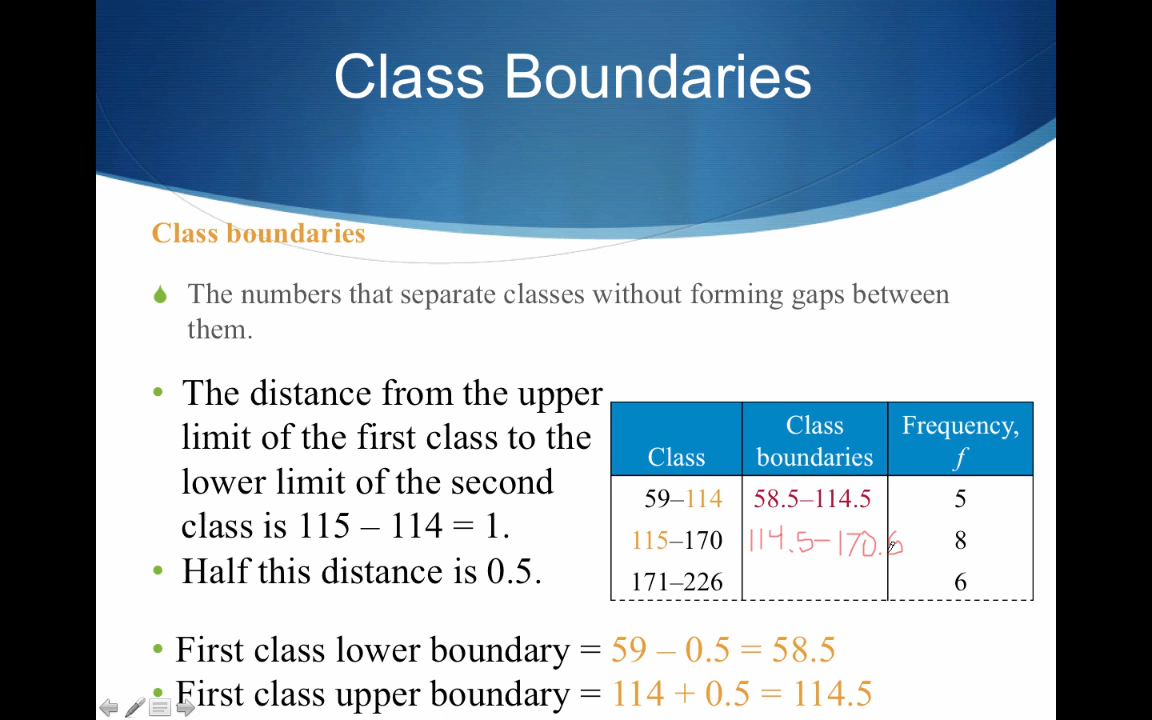 Class Boundaries
Class boundaries
The numbers that separate classes without forming gaps between
them.
• The distance from the upper
limit of the first class to the
lower limit of the second
class is 115 – 114 = 1.
• Half this distance is 0.5.
Class
Class boundaries
Frequency, f
59–114 58.5–114.5 5
115–170 114.5–170.5 8
171–226 6
• First class lower boundary = 59 – 0.5 = 58.5
• First class upper boundary = 114 + 0.5 = 114.5